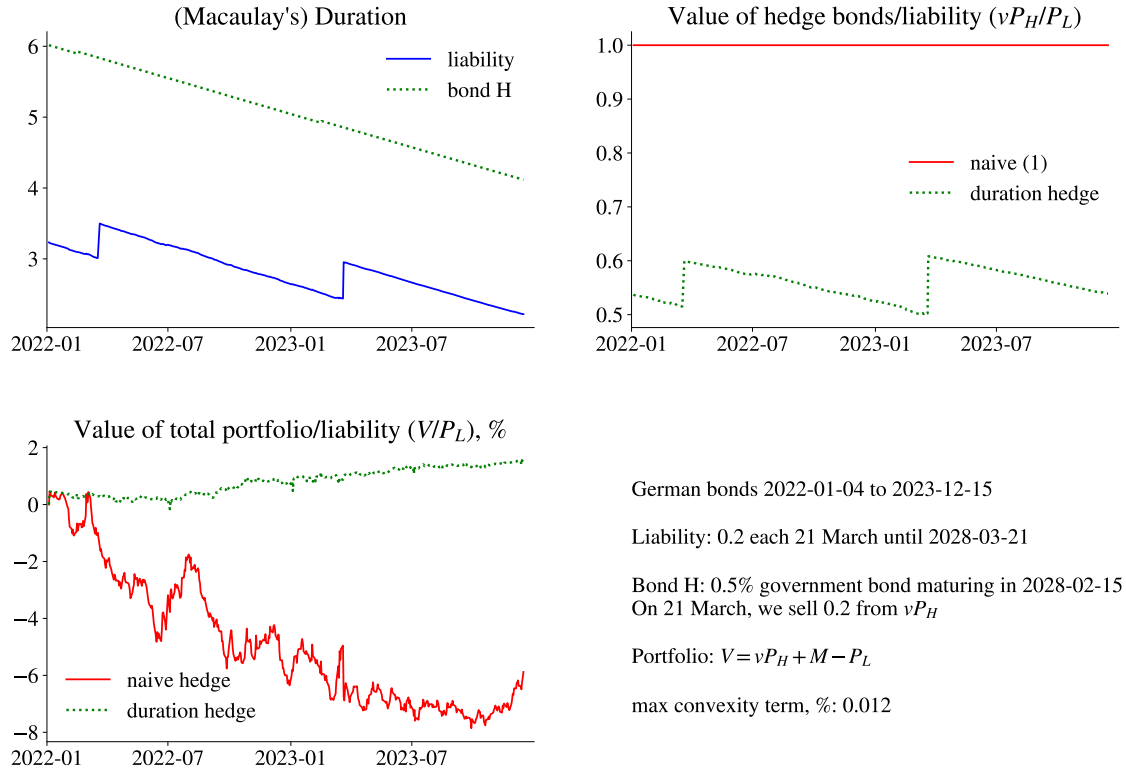 (Macaulay's) Duration
6
5
4
3
liability
bond H
2022-01 2022-07 2023-01 2023-07
Value of hedge bonds/liability (vP_H/P_L)
1.0
0.9
0.8
0.7
0.6
0.5
naive (1)
duration hedge
2022-01 2022-07 2023-01 2023-07
Value of total portfolio/liability (V/P_L), %
2
0
−2
−4
−6
−8
naive hedge
duration hedge
2022-01 2022-07 2023-01 2023-07
German bonds 2022-01-04 to 2023-12-15
Liability: 0.2 each 21 March until 2028-03-21
Bond H: 0.5% government bond maturing in 2028-02-15
On 21 March, we sell 0.2 from vP_H
Portfolio: V = vP_H + M − P_L
max convexity term, %: 0.012